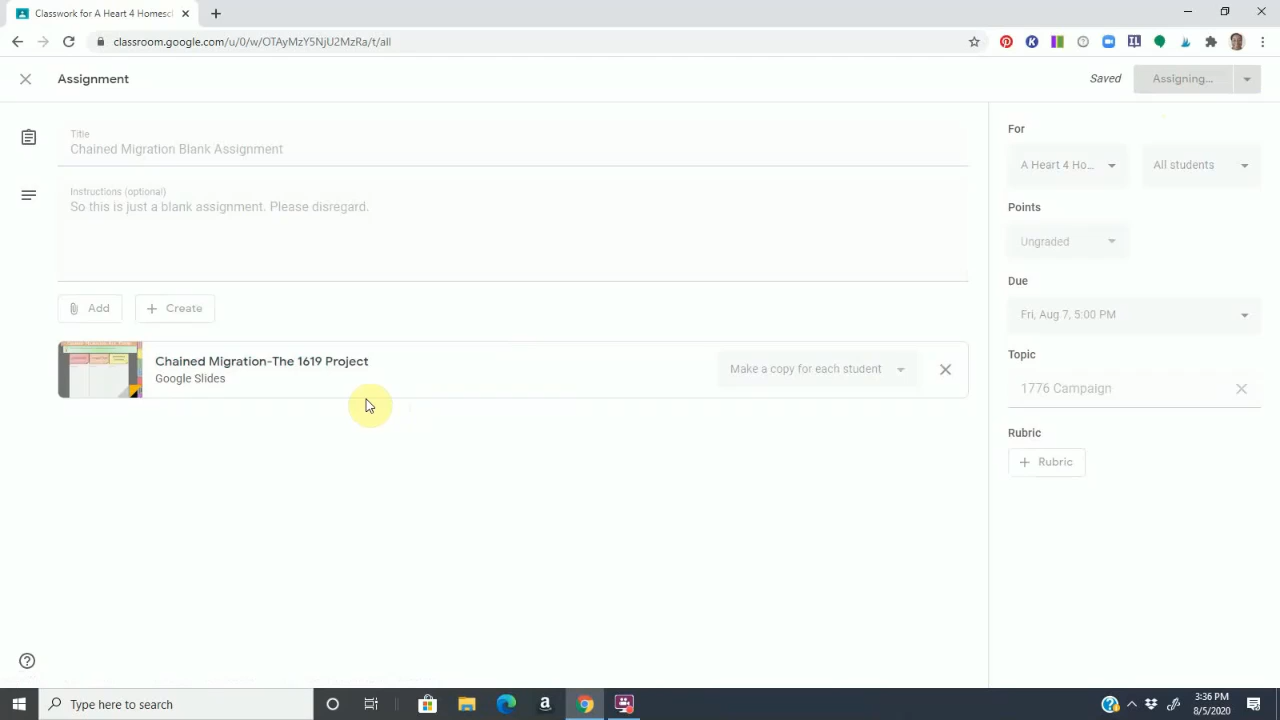 Classwork for A Heart 4 Homesch
classroom.google.com/u/0/w/OTAyMzY5NjU2MzRa/t/all
Assignment
Saved
Assigning...
Title
Chained Migration Blank Assignment
Instructions (optional)
So this is just a blank assignment. Please disregard.
Add
Create
Chained Migration-The 1619 Project
Google Slides
Make a copy for each student
For
A Heart 4 Ho...
All students
Points
Ungraded
Due
Fri, Aug 7, 5:00 PM
Topic
1776 Campaign
Rubric
Rubric
Type here to search
3:36 PM
8/5/2020